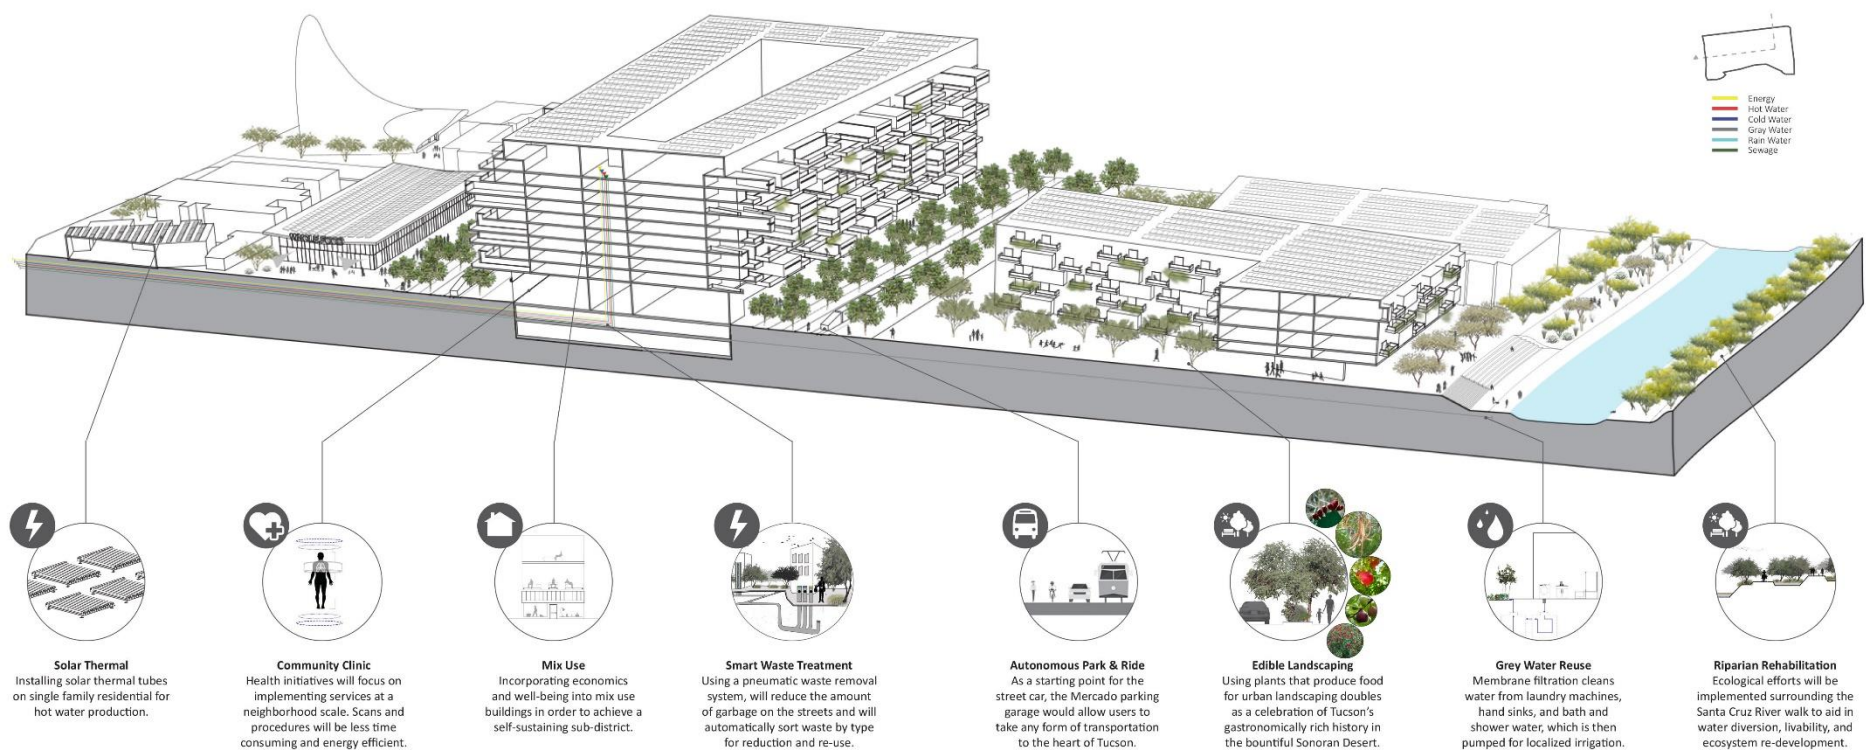 Energy
Hot Water
Cold Water
Gray Water
Rain Water
Sewage
Solar Thermal
Installing solar thermal tubes
on single family residential for
hot water production.
Community Clinic
Health initiatives will focus on
implementing services at a
neighborhood scale. Scans and
procedures will be less time
consuming and energy efficient.
Mix Use
Incorporating economics
and well-being into mix use
buildings in order to achieve a
self-sustaining sub-district.
Smart Waste Treatment
Using a pneumatic waste removal
system, will reduce the amount
of garbage on the streets and will
automatically sort waste by type
for reduction and re-use.
Autonomous Park & Ride
As a starting point for the
street car, the Mercado parking
garage would allow users to
take any form of transportation
to the heart of Tucson.
Edible Landscaping
Using plants that produce food
for urban landscaping doubles
as a celebration of Tucson's
gastronomically rich history in
the bountiful Sonoran Desert.
Grey Water Reuse
Membrane filtration cleans
water from laundry machines,
hand sinks, and bath and
shower water, which is then
pumped for localized irrigation.
Riparian Rehabilitation
Ecological efforts will be
implemented surrounding the
Santa Cruz River walk to aid in
water diversion, livability, and
ecosystem re-development.